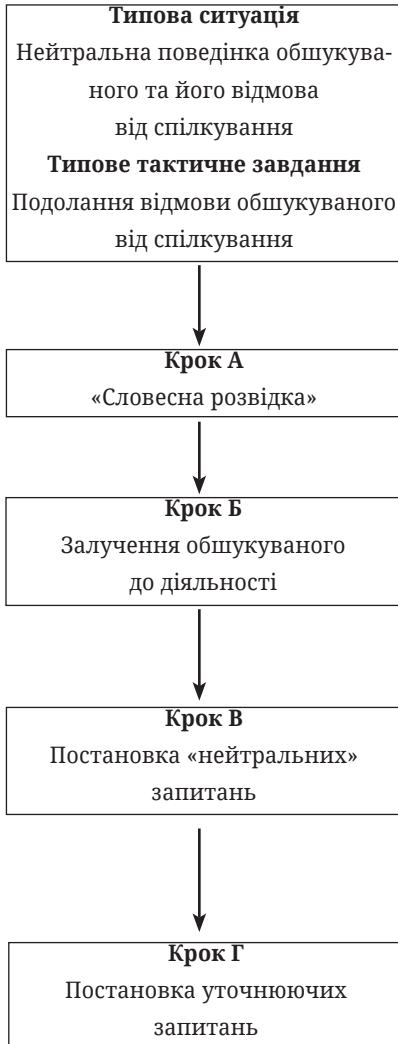 Типова ситуація
Нейтральна поведінка обшукува-
ного та його відмова
від спілкування
Типове тактичне завдання
Подолання відмови обшукуваного
від спілкування
Крок А
«Словесна розвідка»
Крок Б
Залучення обшукуваного
до діяльності
Крок В
Постановка «нейтральних»
запитань
Крок Г
Постановка уточнюючих
запитань